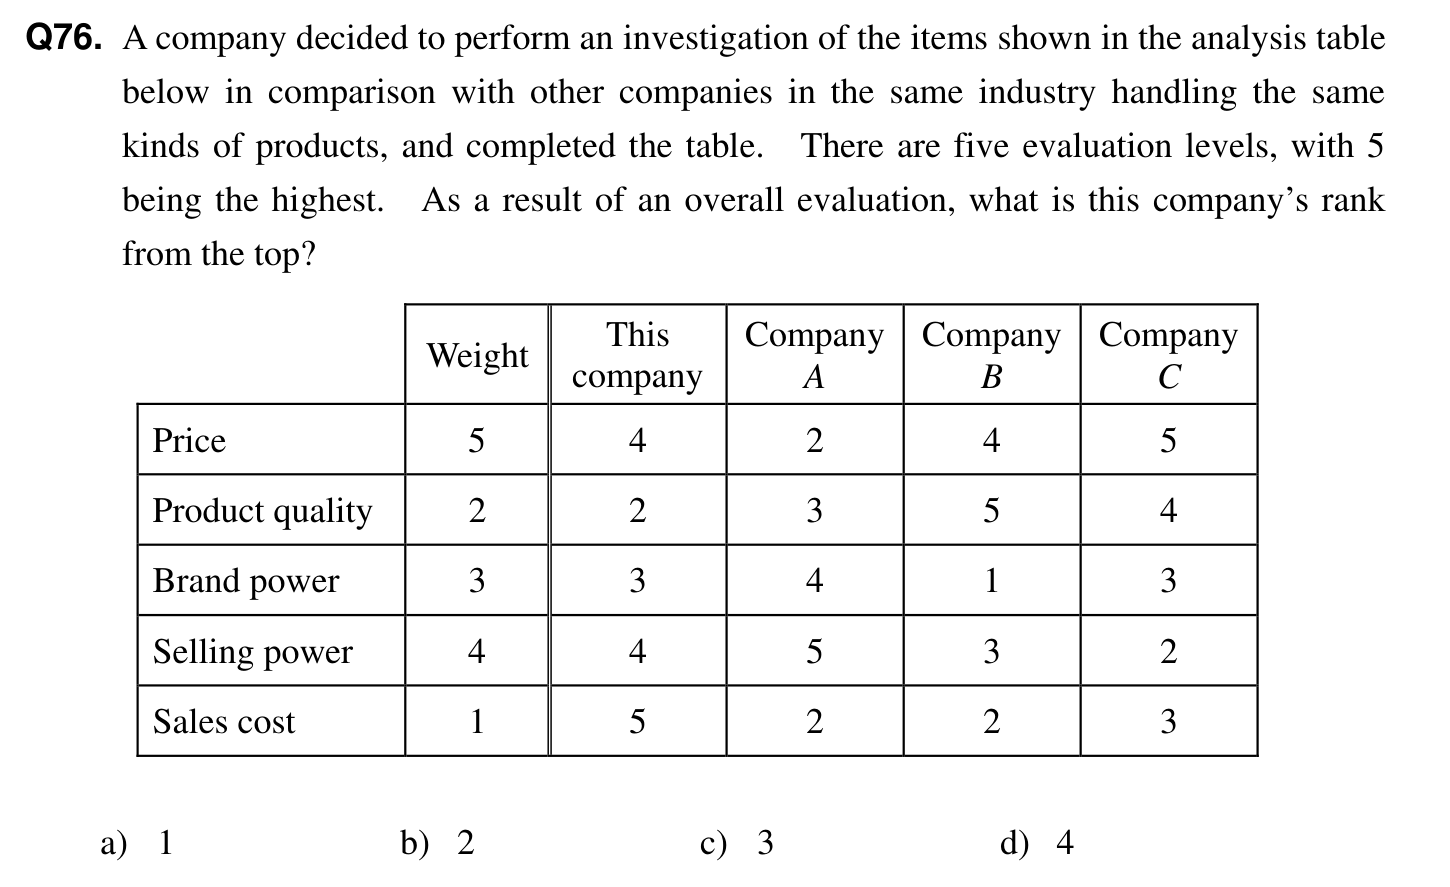 Q76. A company decided to perform an investigation of the items shown in the analysis table
below in comparison with other companies in the same industry handling the same
kinds of products, and completed the table. There are five evaluation levels, with 5
being the highest. As a result of an overall evaluation, what is this company’s rank
from the top?
Weight This company Company A Company B Company C
Price 5 4 2 4 5
Product quality 2 2 3 5 4
Brand power 3 3 4 1 3
Selling power 4 4 5 3 2
Sales cost 1 5 2 2 3
a) 1 b) 2 c) 3 d) 4